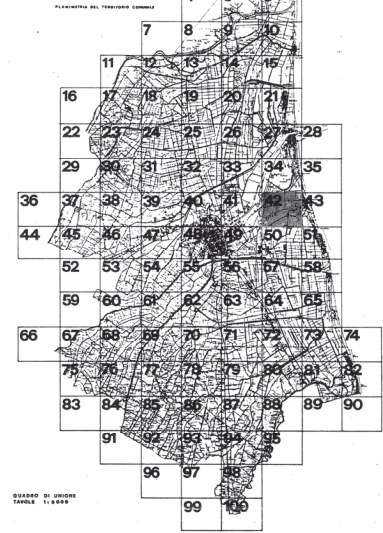 PLANIMETRIA DEL TERRITORIO COMUNALE
7 8 9 10
11 12 13 14 15
16 17 18 19 20 21
22 23 24 25 26 27 28
29 30 31 32 33 34 35
36 37 38 39 40 41 42 43
44 45 46 47 48 49 50 51
52 53 54 55 56 57 58
59 60 61 62 63 64 65
66 67 68 69 70 71 72 73 74
75 76 77 78 79 80 81 82
83 84 85 86 87 88 89 90
91 92 93 94 95
96 97 98
99 100
QUADRO DI UNIONE
TAVOLE 1:5000